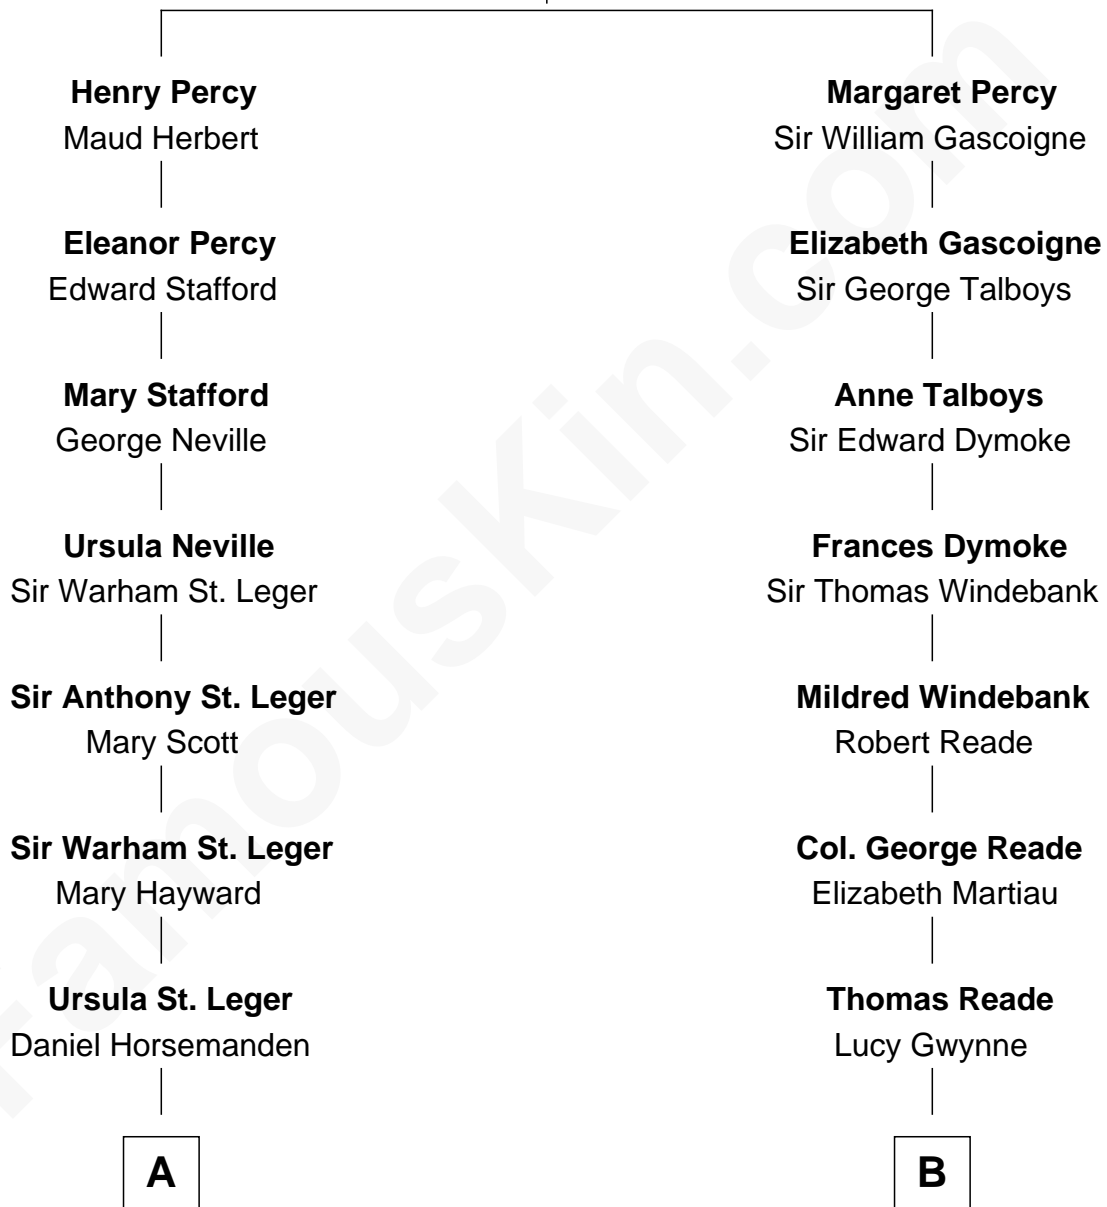 Henry Percy
Maud Herbert
Eleanor Percy
Edward Stafford
Mary Stafford
George Neville
Ursula Neville
Sir Warham St. Leger
Sir Anthony St. Leger
Mary Scott
Sir Warham St. Leger
Mary Hayward
Ursula St. Leger
Daniel Horsemanden
A
Margaret Percy
Sir William Gascoigne
Elizabeth Gascoigne
Sir George Talboys
Anne Talboys
Sir Edward Dymoke
Frances Dymoke
Sir Thomas Windebank
Mildred Windebank
Robert Reade
Col. George Reade
Elizabeth Martiau
Thomas Reade
Lucy Gwynne
B
FamousKin.com